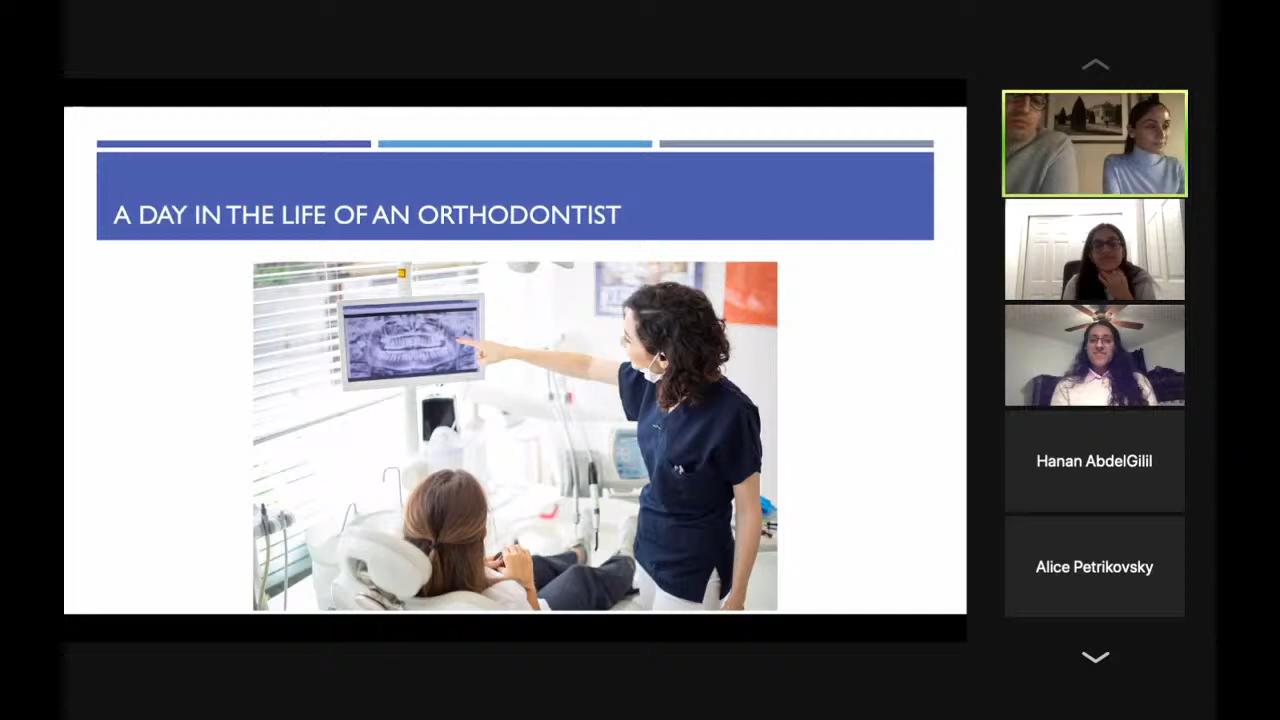 A DAY IN THE LIFE OF AN ORTHODONTIST
Hanan AbdelGilil
Alice Petrikovsky